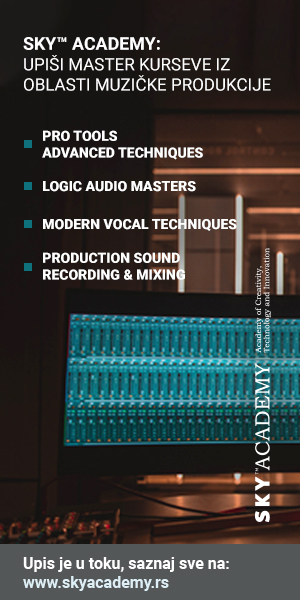 SKY™ ACADEMY:
UPIŠI MASTER KURSEVE IZ
OBLASTI MUZIČKE PRODUKCIJE
PRO TOOLS
ADVANCED TECHNIQUES
LOGIC AUDIO MASTERS
MODERN VOCAL TECHNIQUES
PRODUCTION SOUND
RECORDING & MIXING
SKY™ACADEMY
Academy of Creativity,
Technology and Innovation
Upis je u toku, saznaj sve na:
www.skyacademy.rs